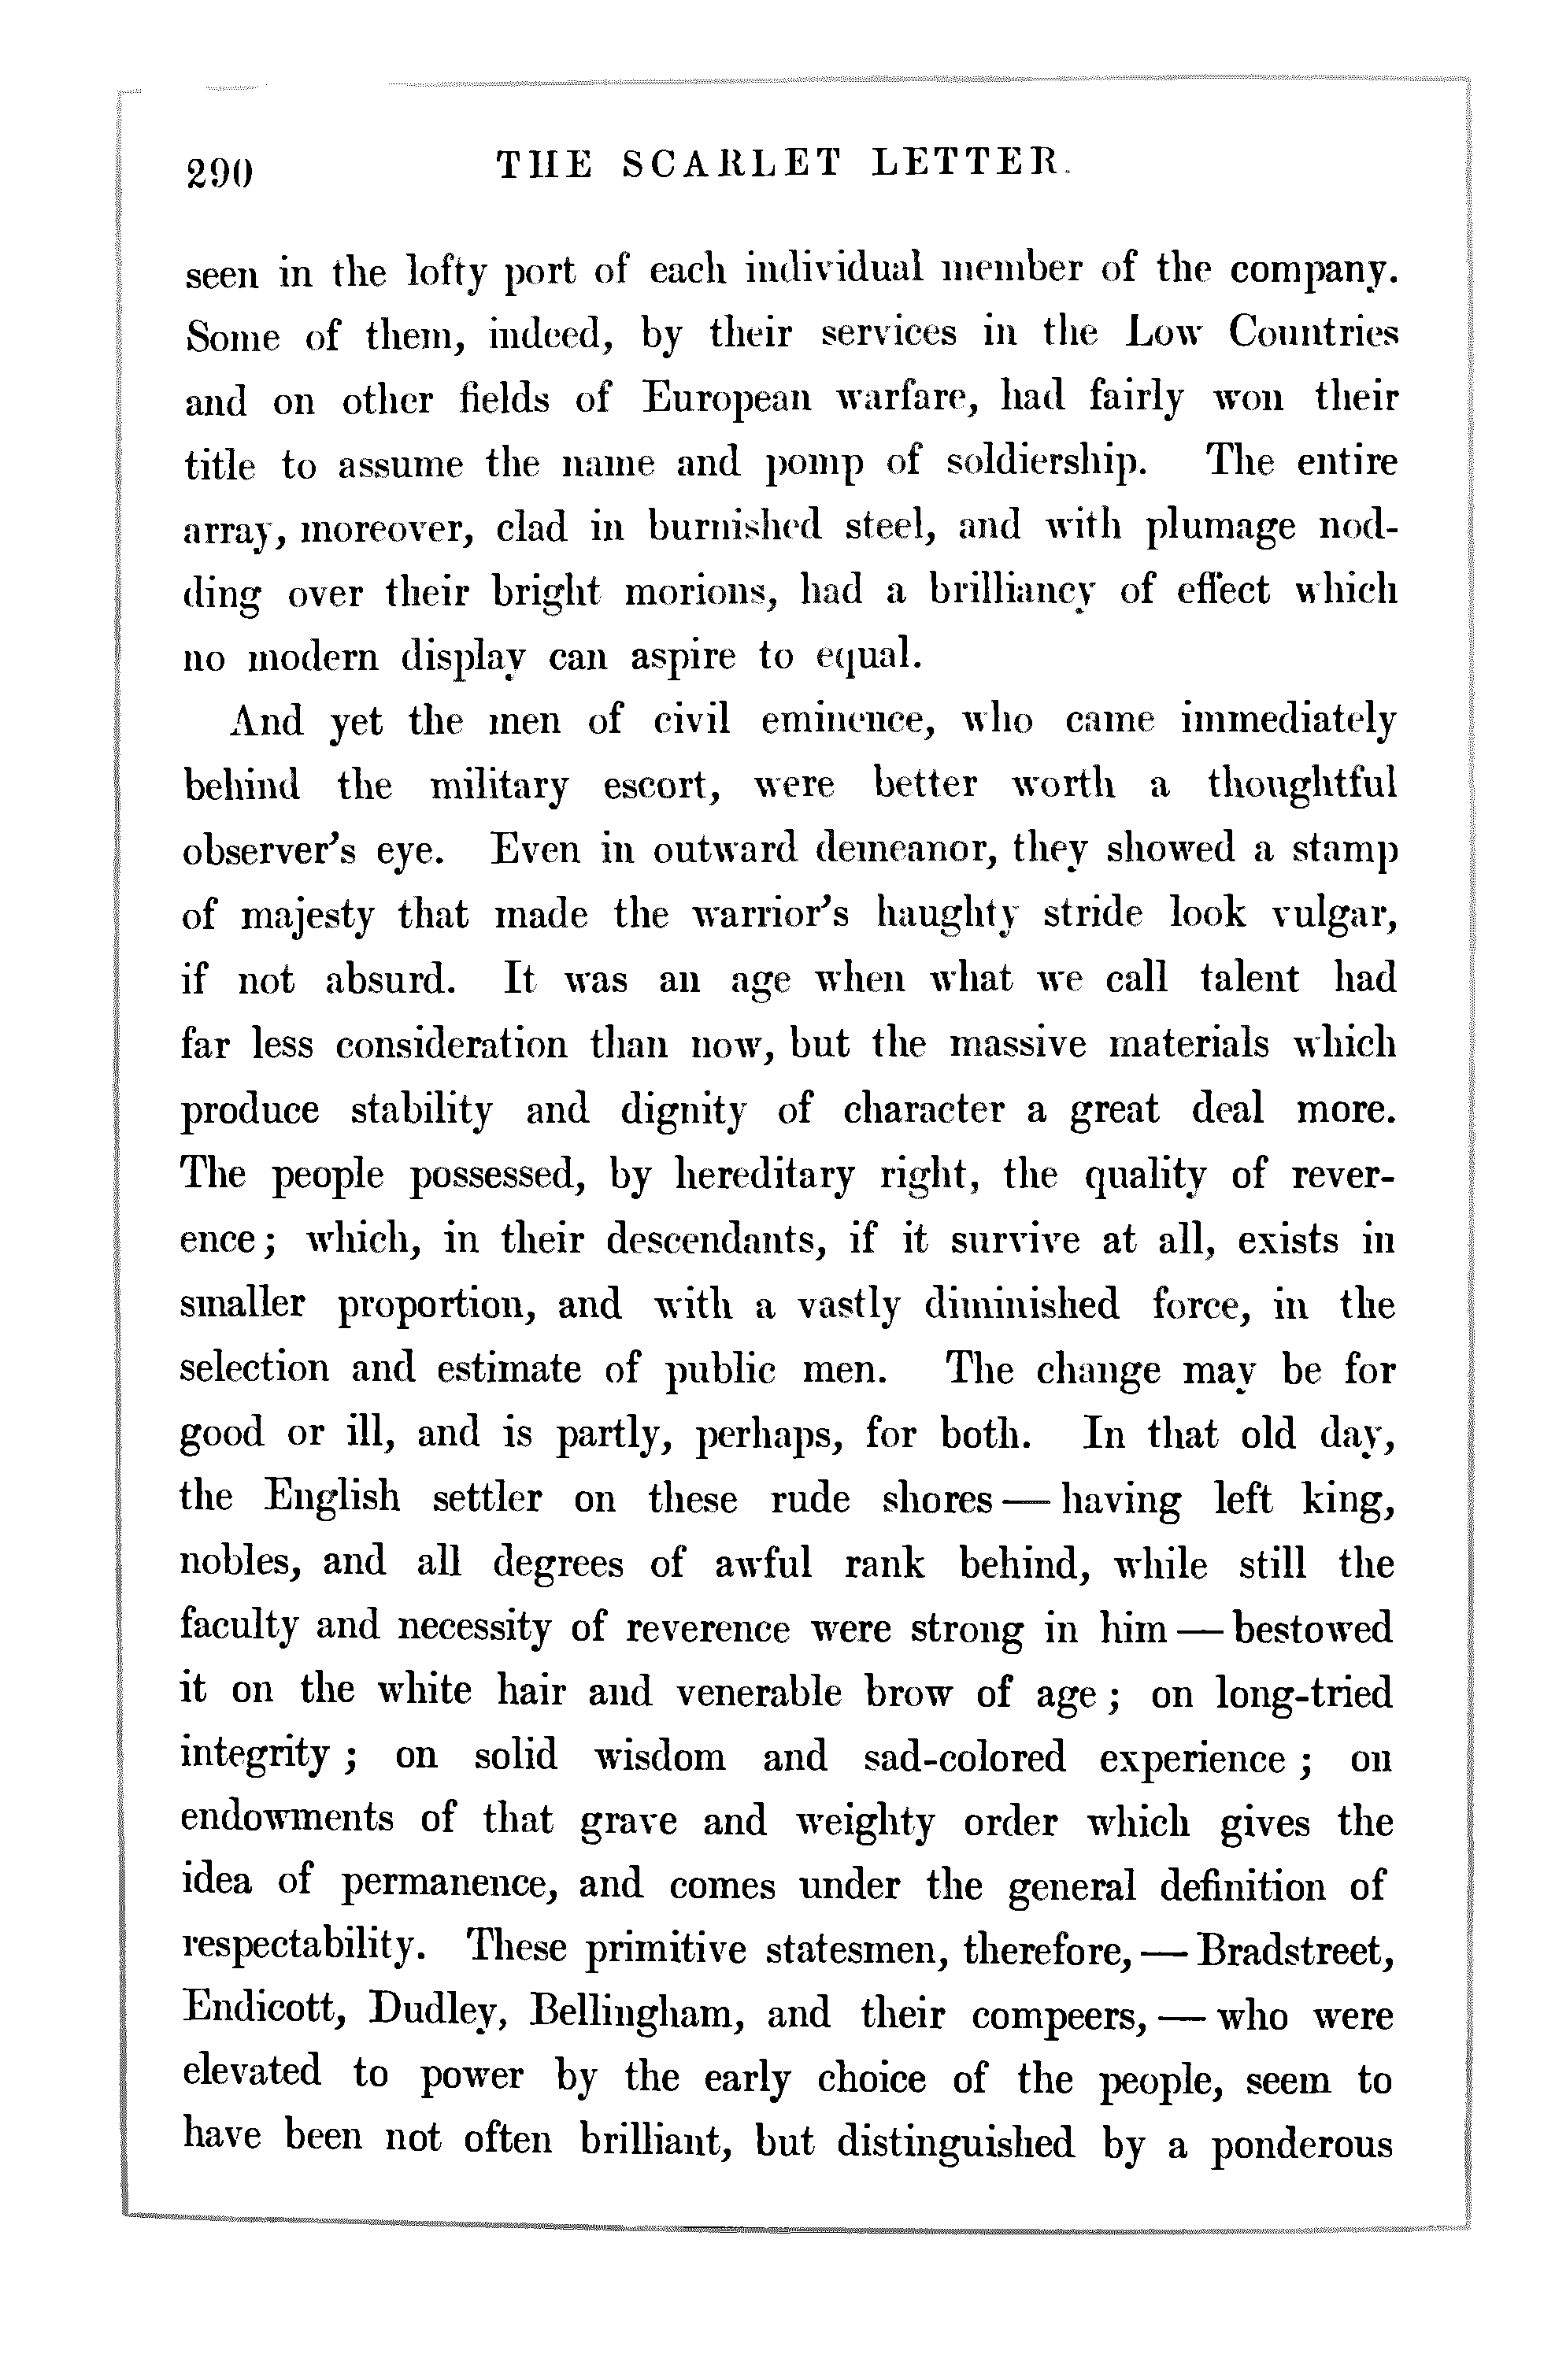 290 THE SCARLET LETTER.
seen in the lofty port of each individual member of the company.
Some of them, indeed, by their services in the Low Countries
and on other fields of European warfare, had fairly won their
title to assume the name and pomp of soldiership. The entire
array, moreover, clad in burnished steel, and with plumage nod-
ding over their bright morions, had a brilliancy of effect which
no modern display can aspire to equal.
And yet the men of civil eminence, who came immediately
behind the military escort, were better worth a thoughtful
observer's eye. Even in outward demeanor, they showed a stamp
of majesty that made the warrior's haughty stride look vulgar,
if not absurd. It was an age when what we call talent had
far less consideration than now, but the massive materials which
produce stability and dignity of character a great deal more.
The people possessed, by hereditary right, the quality of rever-
ence; which, in their descendants, if it survive at all, exists in
smaller proportion, and with a vastly diminished force, in the
selection and estimate of public men. The change may be for
good or ill, and is partly, perhaps, for both. In that old day,
the English settler on these rude shores — having left king,
nobles, and all degrees of awful rank behind, while still the
faculty and necessity of reverence were strong in him — bestowed
it on the white hair and venerable brow of age; on long-tried
integrity; on solid wisdom and sad-colored experience; on
endowments of that grave and weighty order which gives the
idea of permanence, and comes under the general definition of
respectability. These primitive statesmen, therefore, — Bradstreet,
Endicott, Dudley, Bellingham, and their compeers, — who were
elevated to power by the early choice of the people, seem to
have been not often brilliant, but distinguished by a ponderous